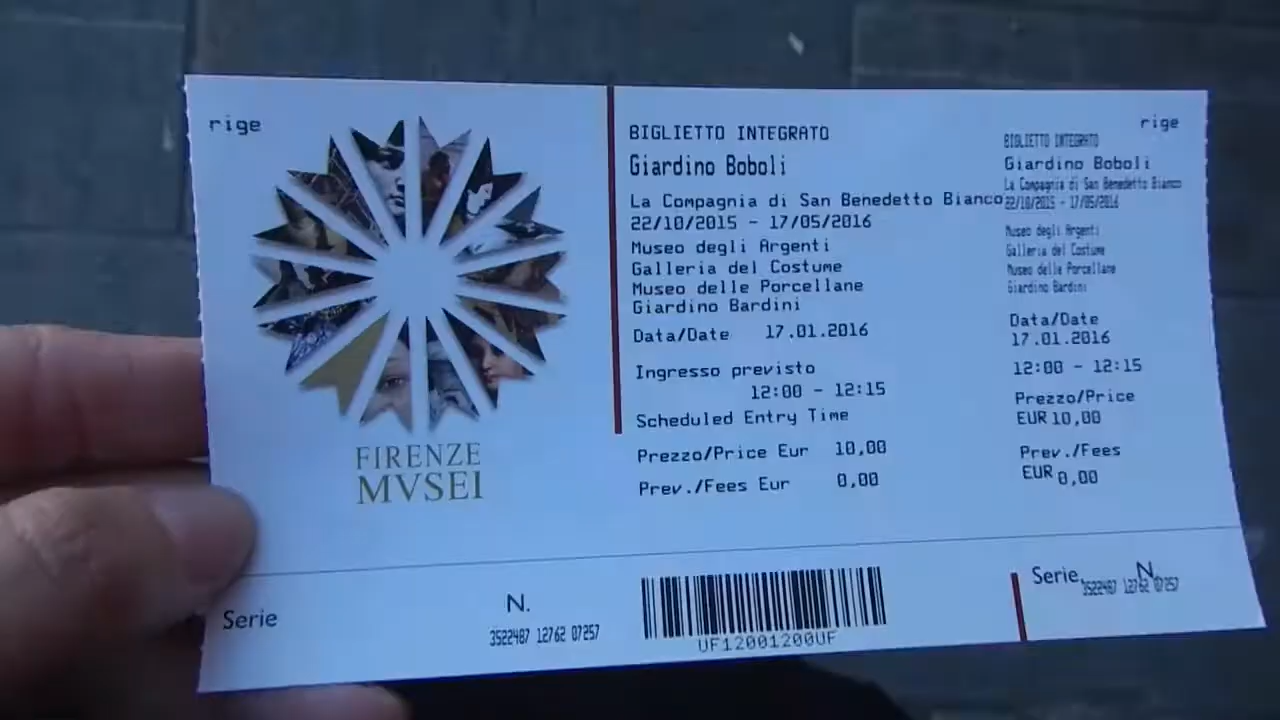 rige
FIRENZE
MVSEI
BIGLIETTO INTEGRATO
Giardino Boboli
La Compagnia di San Benedetto Bianco
22/10/2015 - 17/05/2016
Museo degli Argenti
Galleria del Costume
Museo delle Porcellane
Giardino Bardini
Data/Date 17.01.2016
Ingresso previsto
12:00 - 12:15
Scheduled Entry Time
Prezzo/Price Eur 10,00
Prev./Fees Eur 0,00
rige
BIGLIETTO INTEGRATO
Giardino Boboli
La Compagnia di San Benedetto Bianco
22/10/2015 - 17/05/2016
Museo degli Argenti
Galleria del Costume
Museo delle Porcellane
Giardino Bardini
Data/Date
17.01.2016
12:00 - 12:15
Prezzo/Price
EUR 10,00
Prev./Fees
EUR 0,00
Serie
N.
3522487 12762 07257
UF12001200UF
Serie N.
3522487 12762 07257